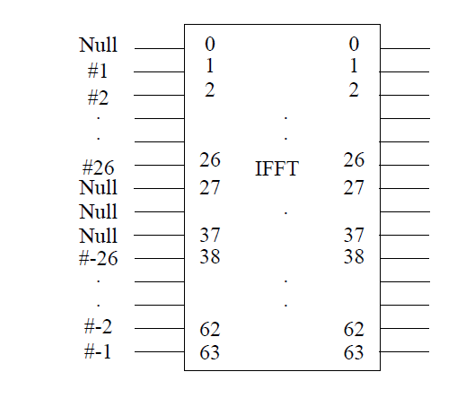 Null 0 0
#1 1 1
#2 2 2
. .
. .
#26 26 IFFT 26
Null 27 27
Null .
Null 37 37
#-26 38 38
. .
. .
#-2 62 62
#-1 63 63